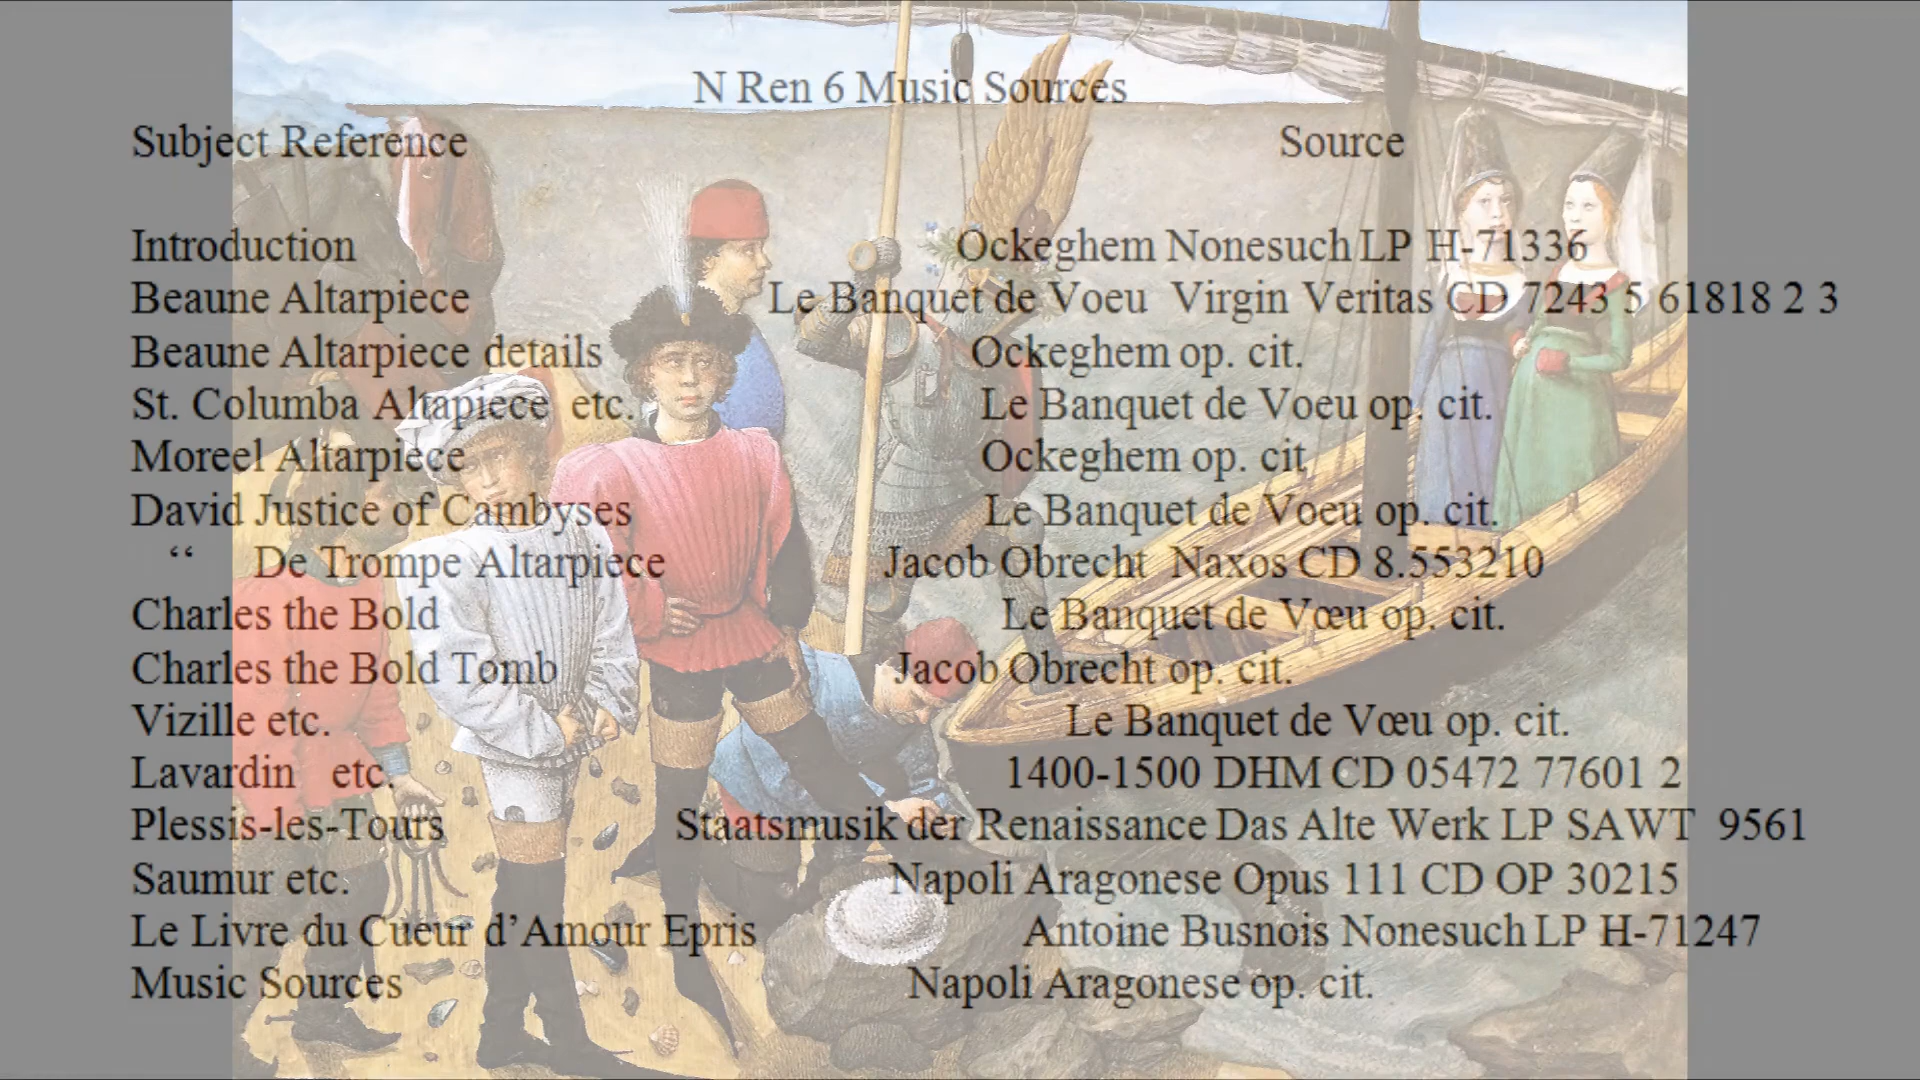 N Ren 6 Music Sources
Subject Reference Source
Introduction Ockeghem Nonesuch LP H-71336
Beaune Altarpiece Le Banquet de Voeu Virgin Veritas CD 7243 5 61818 2 3
Beaune Altarpiece details Ockeghem op. cit.
St. Columba Altapiece etc. Le Banquet de Voeu op. cit.
Moreel Altarpiece Ockeghem op. cit
David Justice of Cambyses Le Banquet de Voeu op. cit.
“ De Trompe Altarpiece Jacob Obrecht Naxos CD 8.553210
Charles the Bold Le Banquet de Vœu op. cit.
Charles the Bold Tomb Jacob Obrecht op. cit.
Vizille etc. Le Banquet de Vœu op. cit.
Lavardin etc. 1400-1500 DHM CD 05472 77601 2
Plessis-les-Tours Staatsmusik der Renaissance Das Alte Werk LP SAWT 9561
Saumur etc. Napoli Aragonese Opus 111 CD OP 30215
Le Livre du Cueur d’Amour Epris Antoine Busnois Nonesuch LP H-71247
Music Sources Napoli Aragonese op. cit.